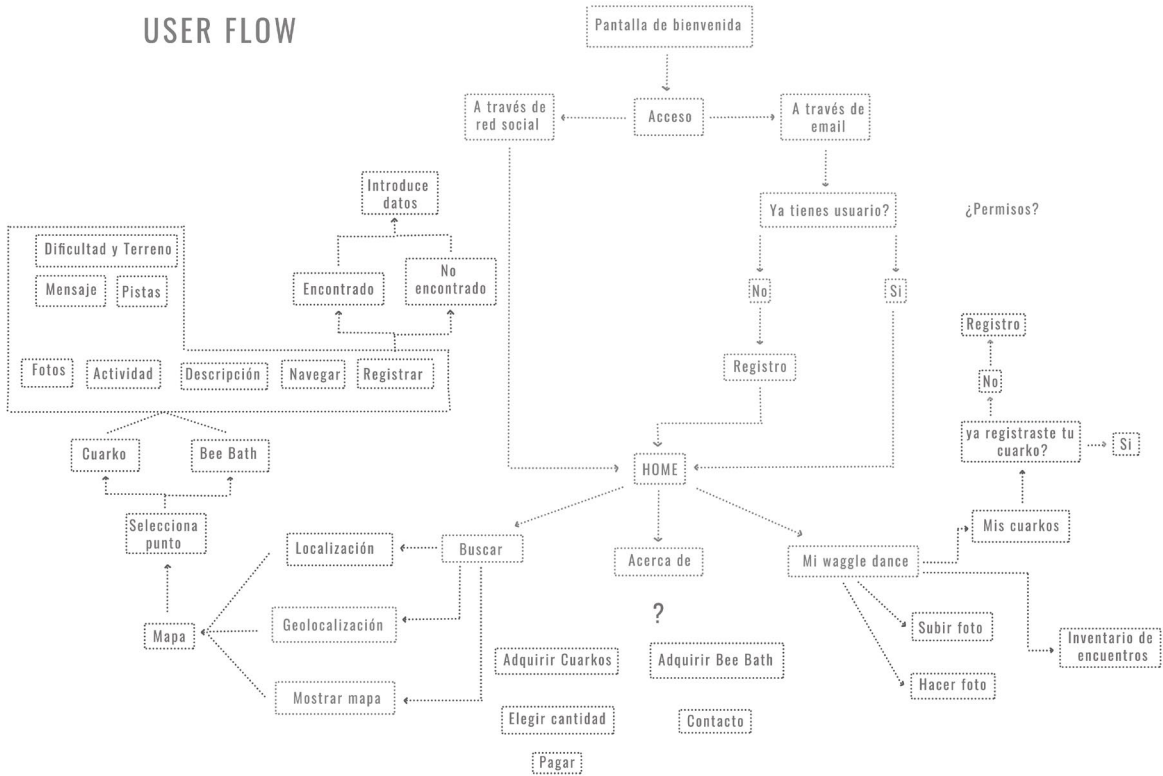 USER FLOW
Pantalla de bienvenida
A través de
red social
Acceso
A través de
email
Introduce
datos
Ya tienes usuario?
¿Permisos?
Dificultad y Terreno
Mensaje
Pistas
Encontrado
No
encontrado
No
Si
Registro
Fotos
Actividad
Descripción
Navegar
Registrar
Registro
No
ya registraste tu
cuarko?
Si
Cuarko
Bee Bath
HOME
Selecciona
punto
Mis cuarkos
Localización
Buscar
Acerca de
Mi waggle dance
Mapa
Geolocalización
?
Subir foto
Inventario de
encuentros
Adquirir Cuarkos
Adquirir Bee Bath
Hacer foto
Mostrar mapa
Elegir cantidad
Contacto
Pagar